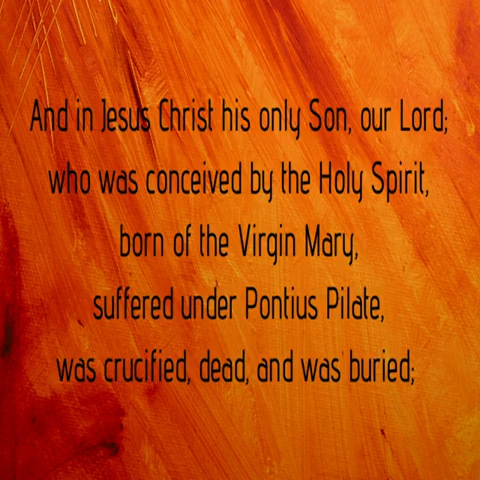 And in Jesus Christ his only Son, our Lord;
who was conceived by the Holy Spirit,
born of the Virgin Mary,
suffered under Pontius Pilate,
was crucified, dead, and was buried;